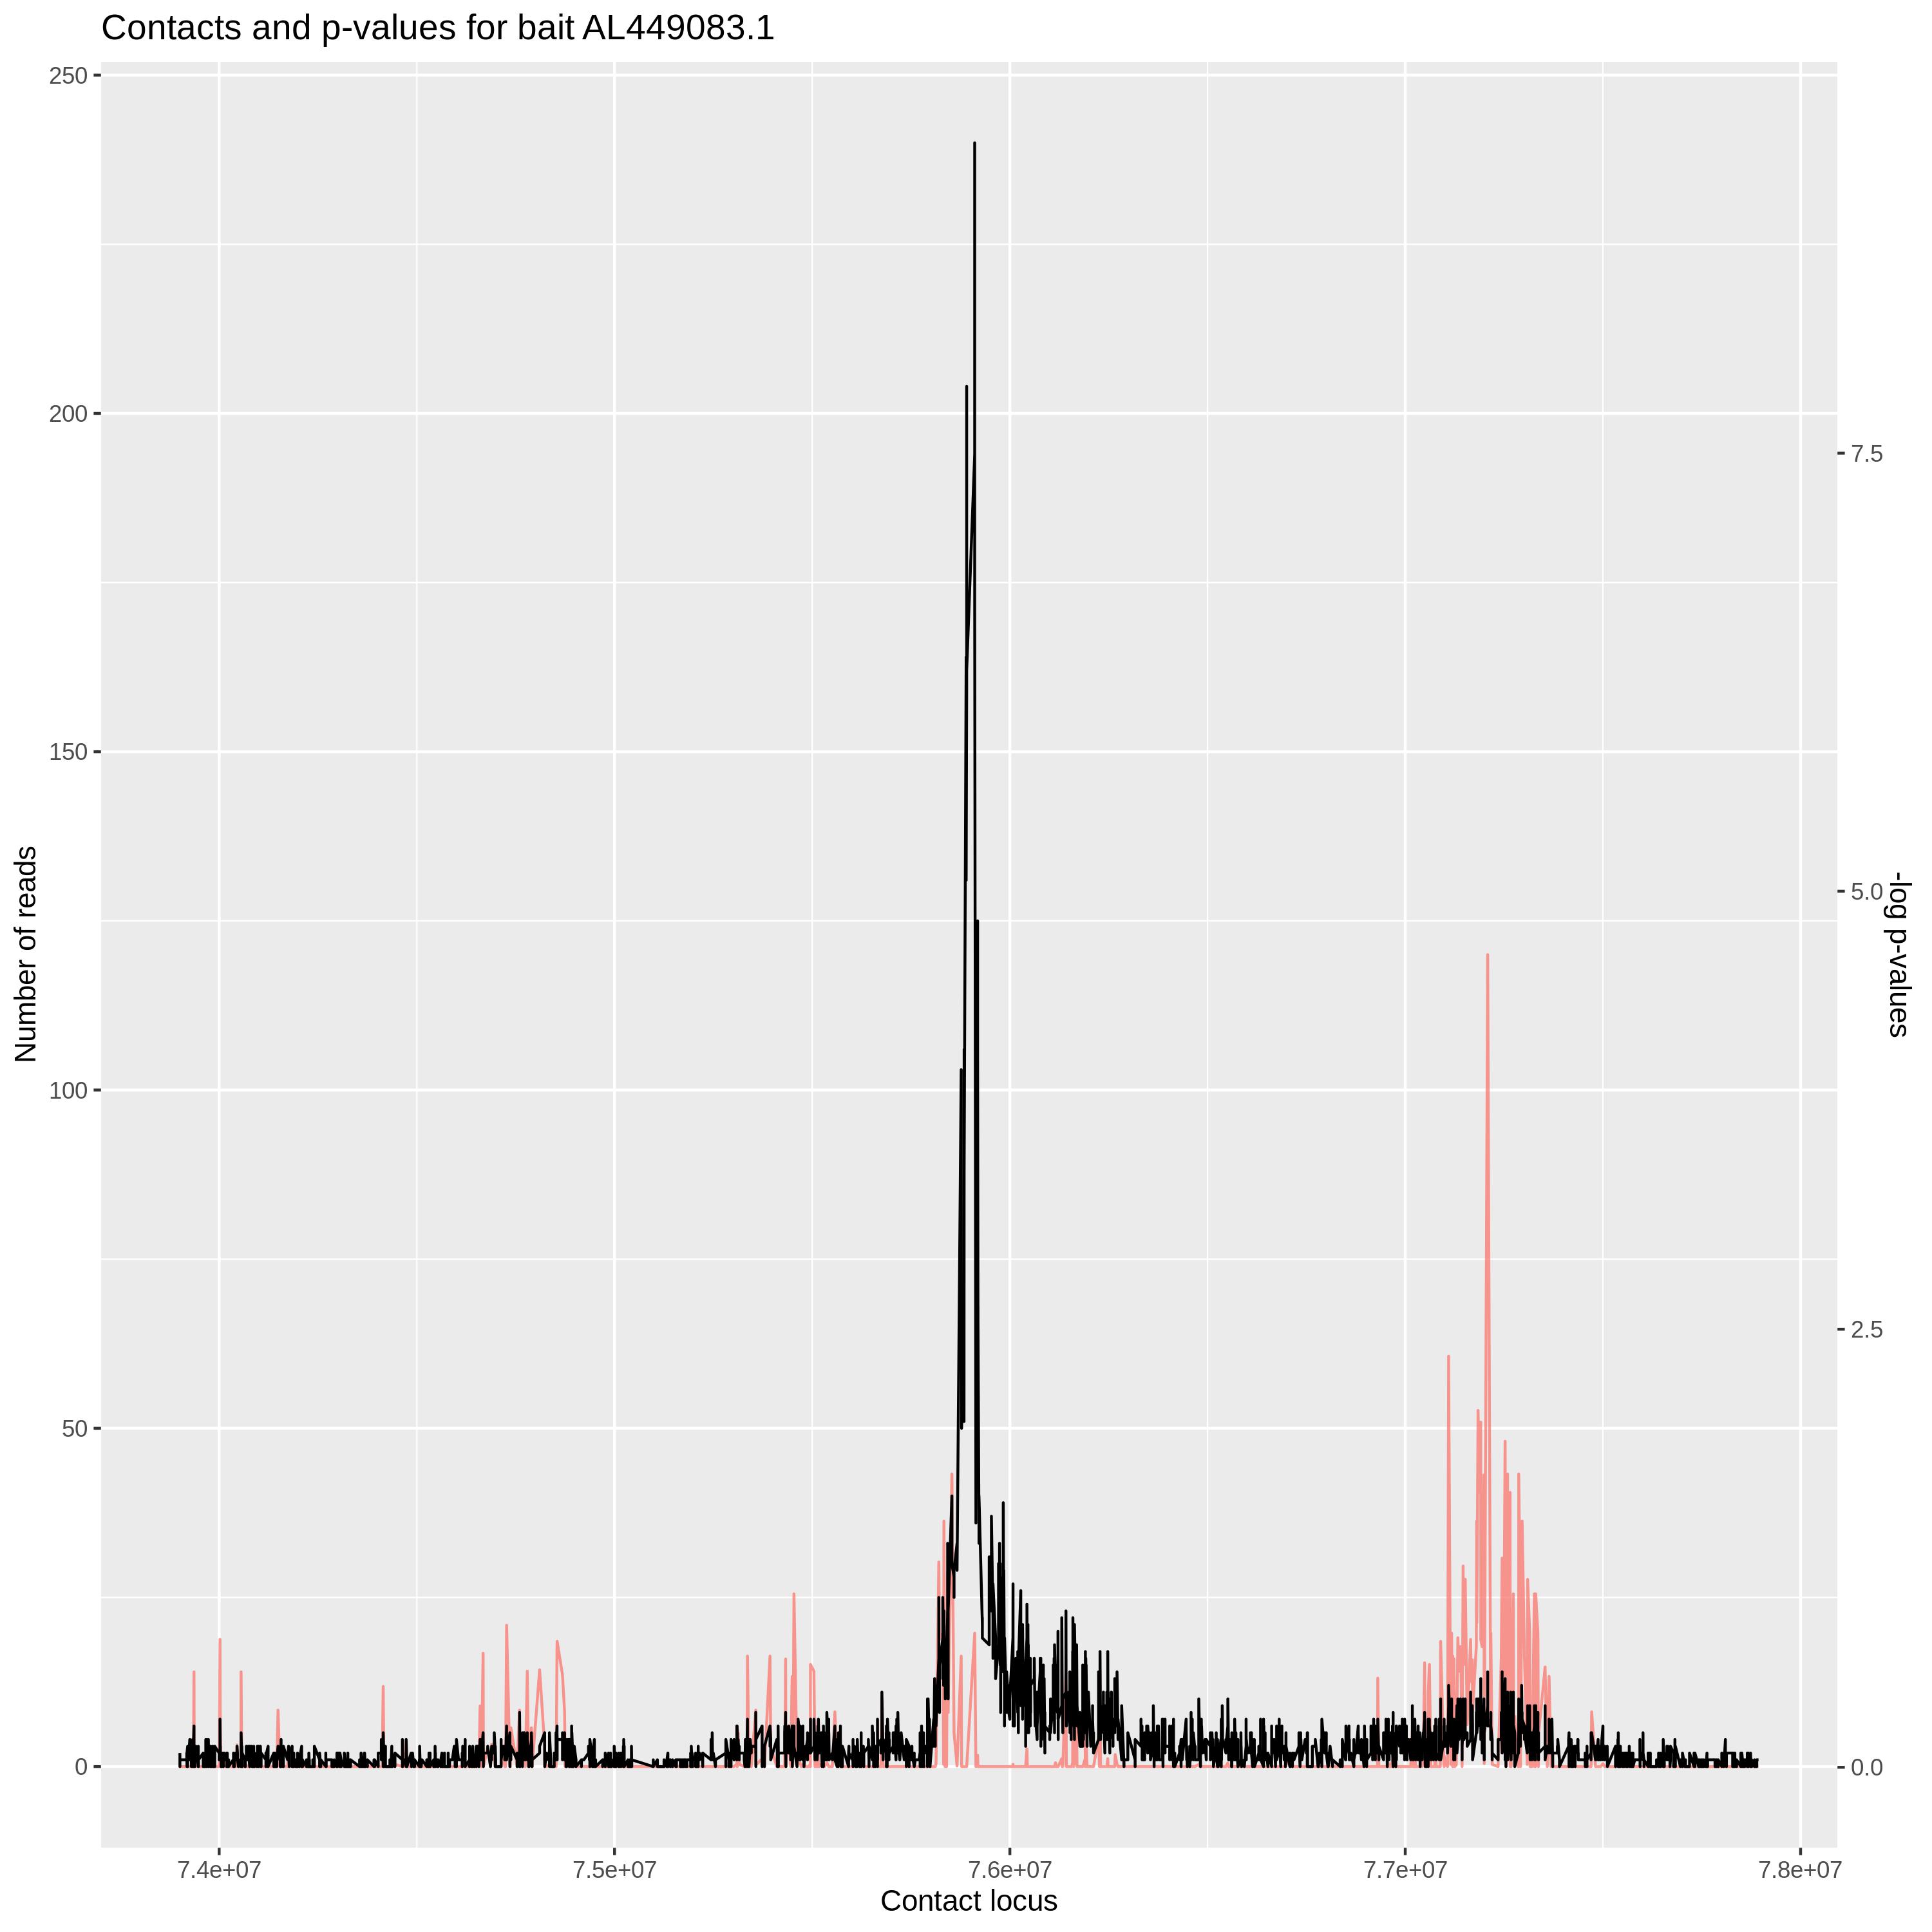 Contacts and p-values for bait AL449083.1
250
200
150
100
50
0
Number of reads
7.5
5.0
2.5
0.0
-log p-values
7.4e+07 7.5e+07 7.6e+07 7.7e+07 7.8e+07
Contact locus